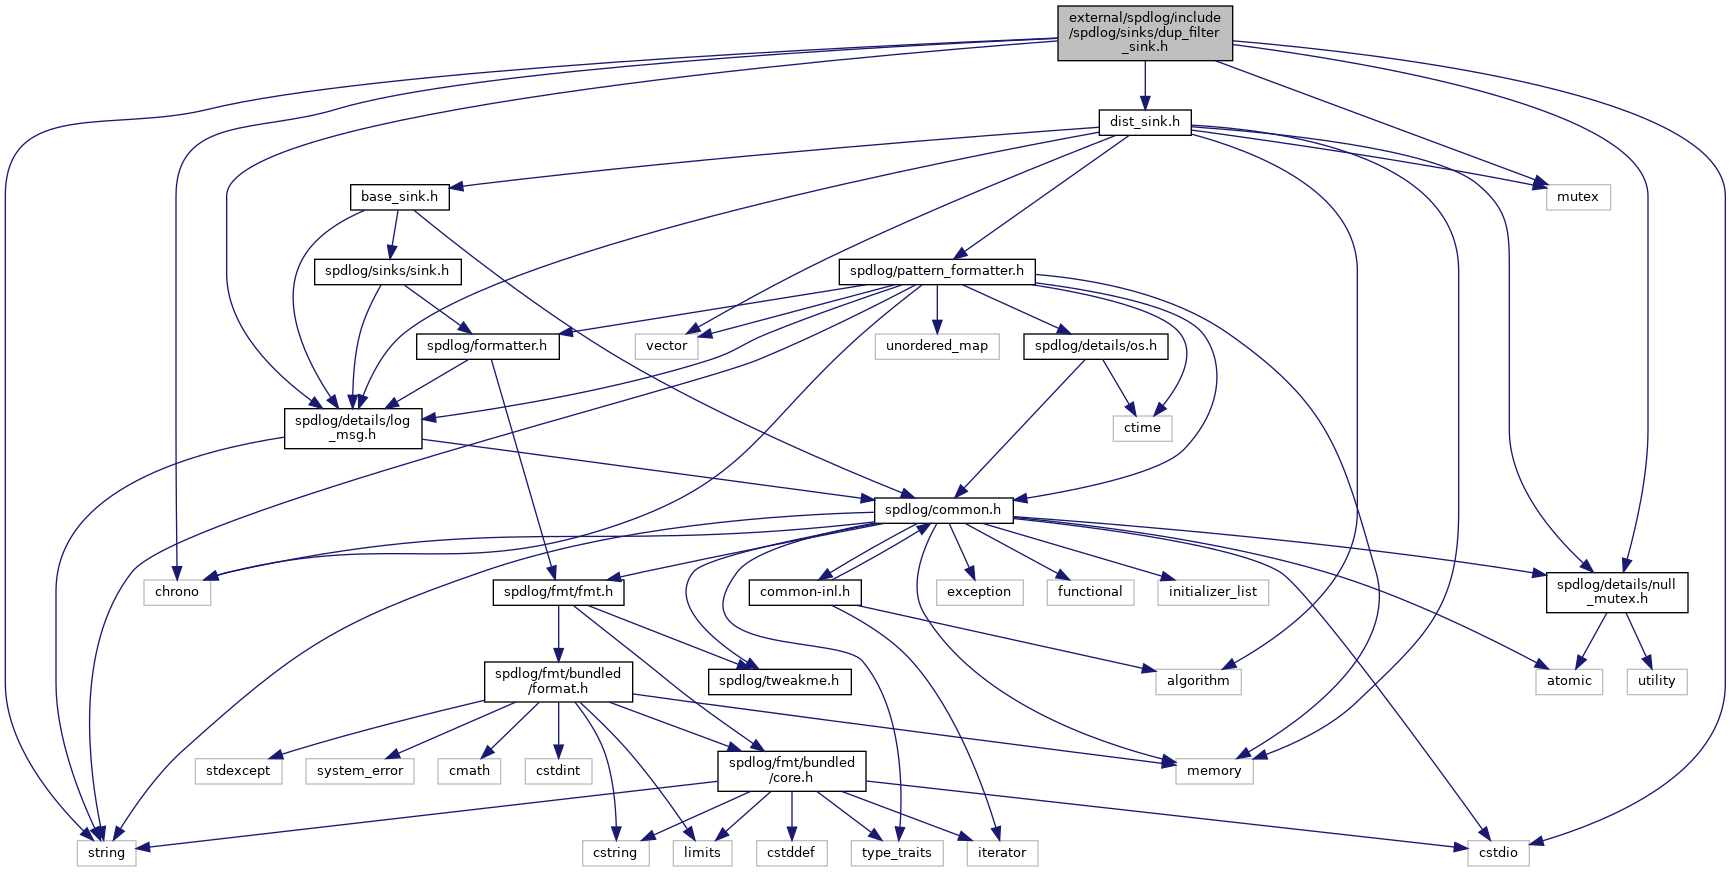 external/spdlog/include
/spdlog/sinks/dup_filter
_sink.h
dist_sink.h
base_sink.h
mutex
spdlog/sinks/sink.h
spdlog/pattern_formatter.h
spdlog/formatter.h
vector
unordered_map
spdlog/details/os.h
spdlog/details/log
_msg.h
ctime
spdlog/common.h
chrono
spdlog/fmt/fmt.h
common-inl.h
exception
functional
initializer_list
spdlog/details/null
_mutex.h
spdlog/fmt/bundled
/format.h
spdlog/tweakme.h
algorithm
atomic
utility
stdexcept
system_error
cmath
cstdint
spdlog/fmt/bundled
/core.h
memory
string
cstring
limits
cstddef
type_traits
iterator
cstdio